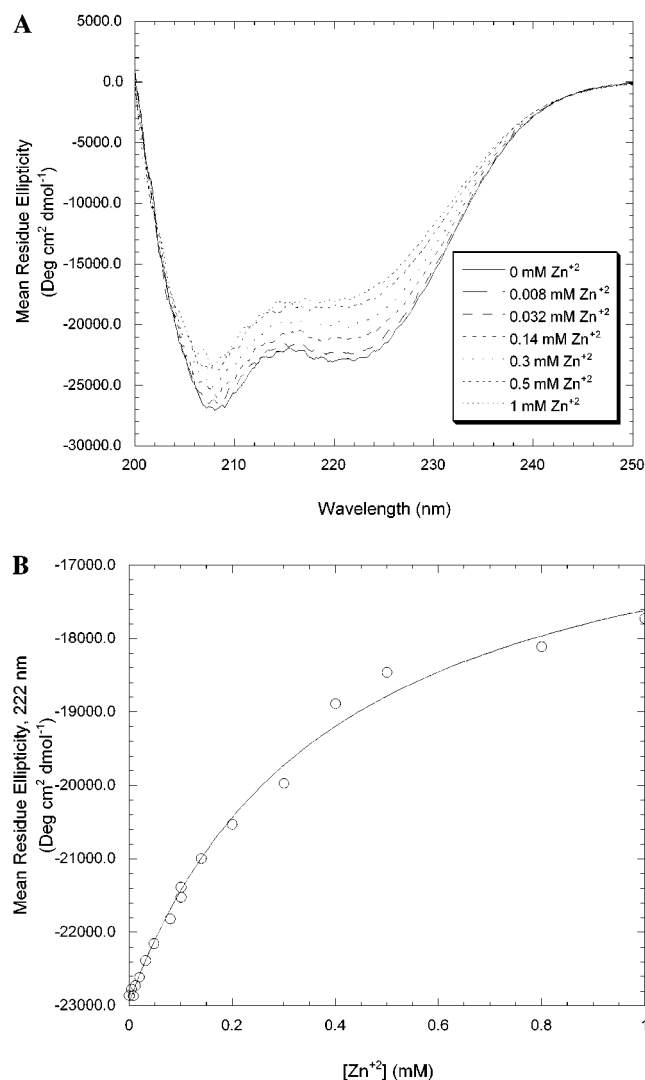 A
5000.0
0.0
-5000.0
-10000.0
-15000.0
-20000.0
-25000.0
-30000.0
Mean Residue Ellipticity
(Deg cm² dmol⁻¹)
0 mM Zn⁺²
0.008 mM Zn⁺²
0.032 mM Zn⁺²
0.14 mM Zn⁺²
0.3 mM Zn⁺²
0.5 mM Zn⁺²
1 mM Zn⁺²
200 210 220 230 240 250
Wavelength (nm)
B
-17000.0
-18000.0
-19000.0
-20000.0
-21000.0
-22000.0
-23000.0
Mean Residue Ellipticity, 222 nm
(Deg cm² dmol⁻¹)
0 0.2 0.4 0.6 0.8 1
[Zn⁺²] (mM)